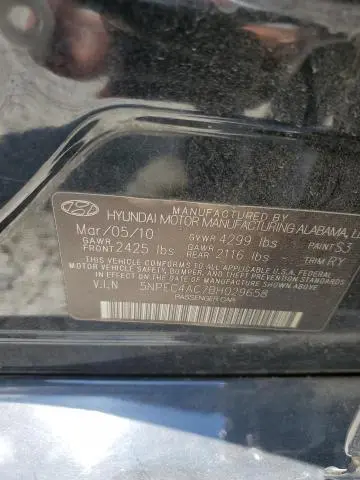 MANUFACTURED BY
HYUNDAI MOTOR MANUFACTURING ALABAMA,
Mar/05/10 GVWR 4299 lbs PAINT S3
GAWR FRONT 2425 lbs GAWR REAR 2116 lbs TRIM RY
THIS VEHICLE CONFORMS TO ALL APPLICABLE U.S.A. FEDERAL
MOTOR VEHICLE SAFETY, BUMPER, AND THEFT PREVENTION
STANDARDS IN EFFECT ON THE DATE OF MANUFACTURE
SHOWN ABOVE.
V.I.N 5NPEC4AC7BH029658
PASSENGER CAR